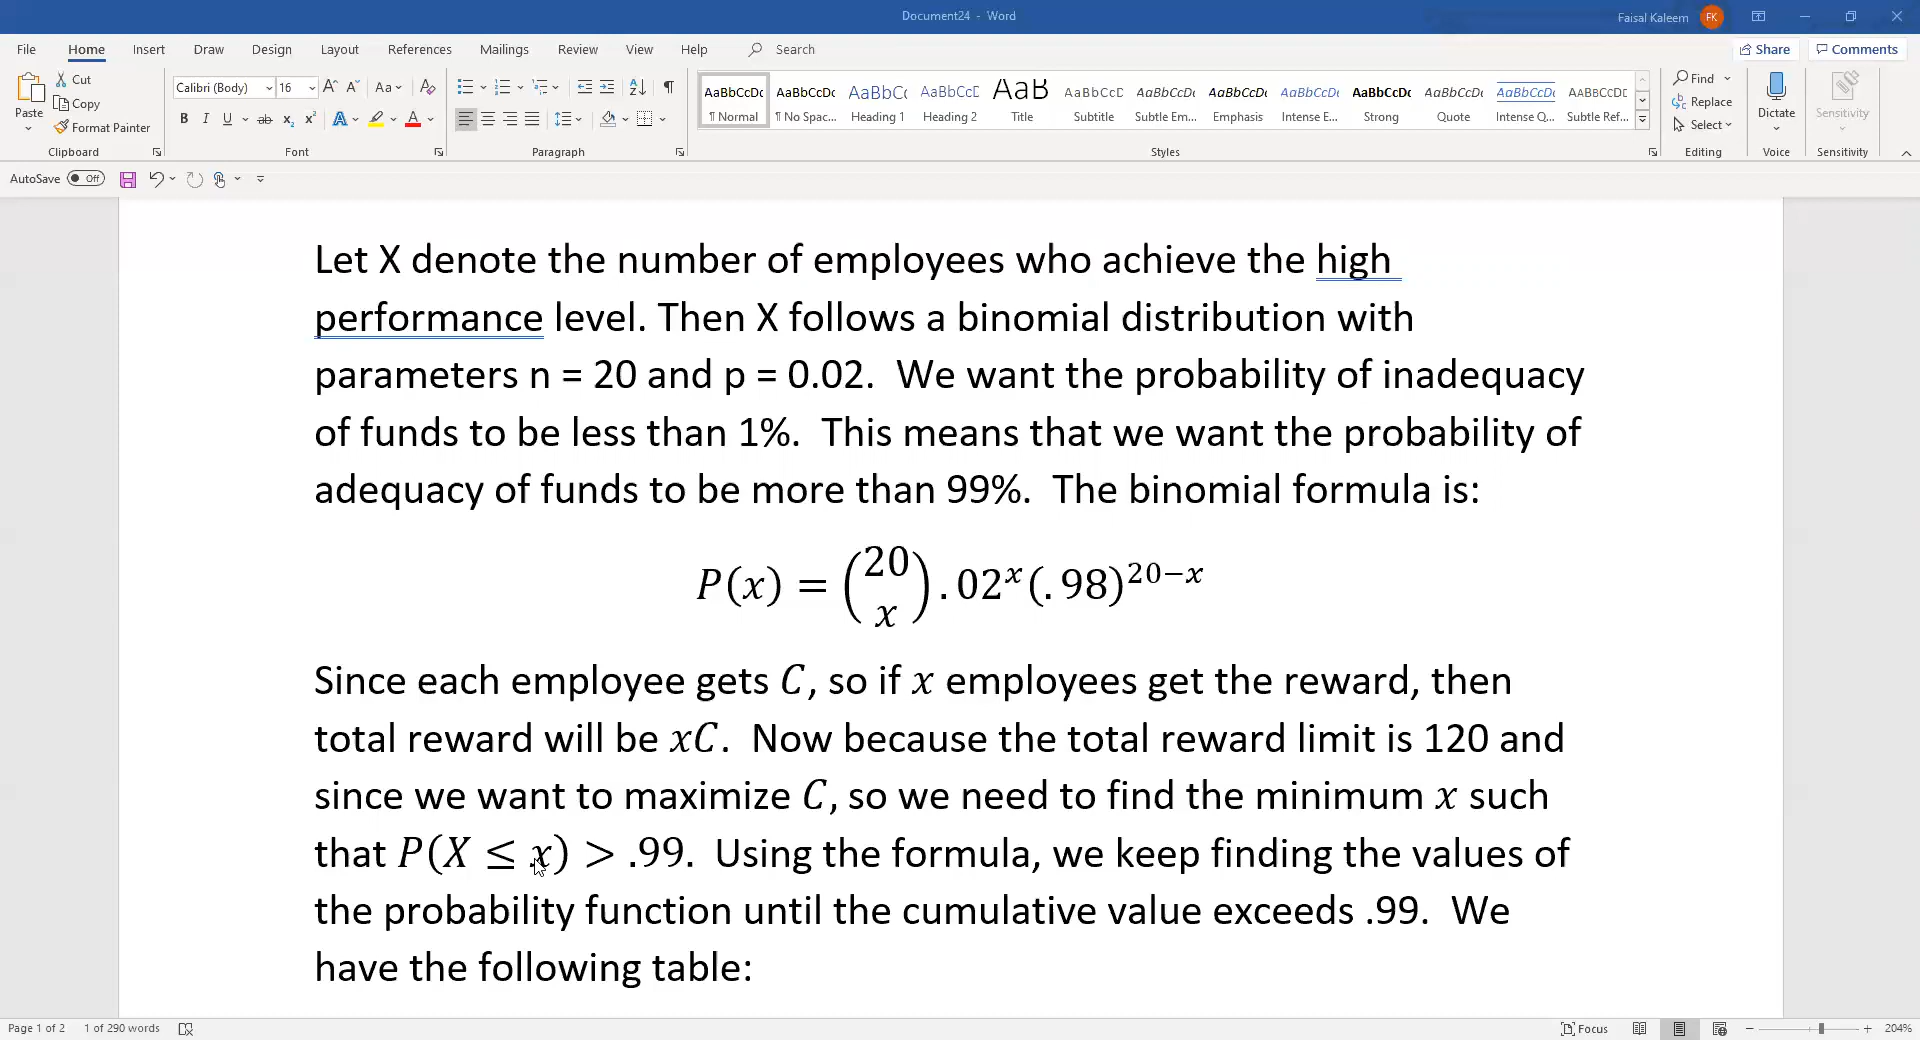 Document24 - Word
Faisal Kaleem FK
File Home Insert Draw Design Layout References Mailings Review View Help Search Share Comments
Paste Cut Copy Format Painter
Calibri (Body) 16
AaBbCcDc AaBbCcDc AaBbC( AaBbCcD AaB AaBbCcD AaBbCcDt AaBbCcDt AaBbCcDt AaBbCcDc AaBbCcDt AaBbCcDt AABBCCDE
¶ Normal ¶ No Spac... Heading 1 Heading 2 Title Subtitle Subtle Em... Emphasis Intense E... Strong Quote Intense Q... Subtle Ref...
Find Replace Select Dictate Sensitivity
Clipboard Font Paragraph Styles Editing Voice Sensitivity
AutoSave Off
Let X denote the number of employees who achieve the high
performance level. Then X follows a binomial distribution with
parameters n = 20 and p = 0.02. We want the probability of inadequacy
of funds to be less than 1%. This means that we want the probability of
adequacy of funds to be more than 99%. The binomial formula is:
P(x) = (20 x) .02^x (.98)^{20−x}
Since each employee gets C, so if x employees get the reward, then
total reward will be xC. Now because the total reward limit is 120 and
since we want to maximize C, so we need to find the minimum x such
that P(X ≤ x) > .99. Using the formula, we keep finding the values of
the probability function until the cumulative value exceeds .99. We
have the following table:
Page 1 of 2 1 of 290 words Focus 204%